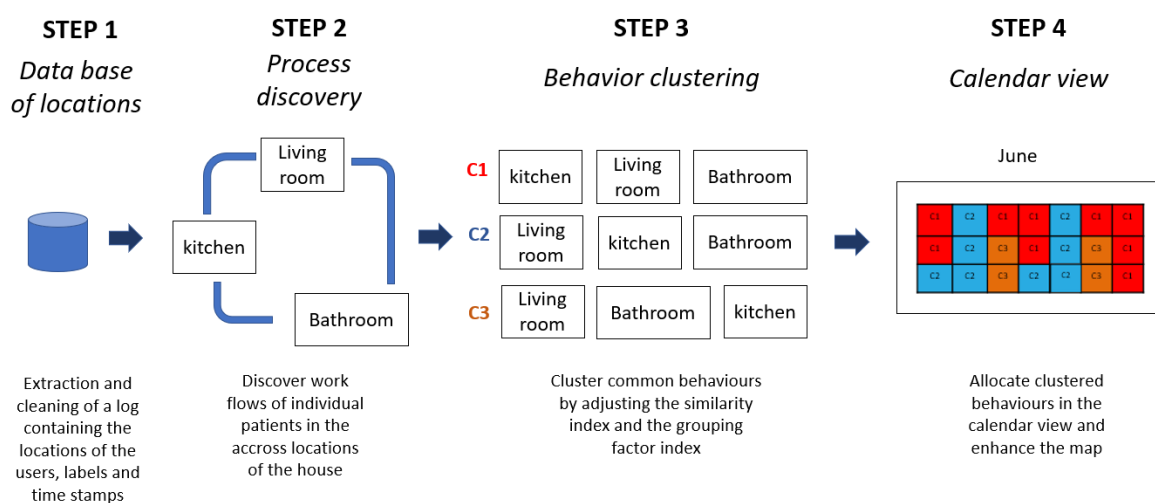 STEP 1
Data base
of locations
Extraction and
cleaning of a log
containing the
locations of the
users, labels and
time stamps
STEP 2
Process
discovery
Living
room
kitchen
Bathroom
Discover work
flows of individual
patients in the
accross locations
of the house
STEP 3
Behavior clustering
C1 kitchen Living room Bathroom
C2 Living room kitchen Bathroom
C3 Living room Bathroom kitchen
Cluster common behaviours
by adjusting the similarity
index and the grouping
factor index
STEP 4
Calendar view
June
C1 C2 C1 C1 C2 C1 C1
C1 C2 C3 C1 C2 C3 C1
C2 C2 C3 C2 C2 C3 C1
Allocate clustered
behaviours in the
calendar view and
enhance the map